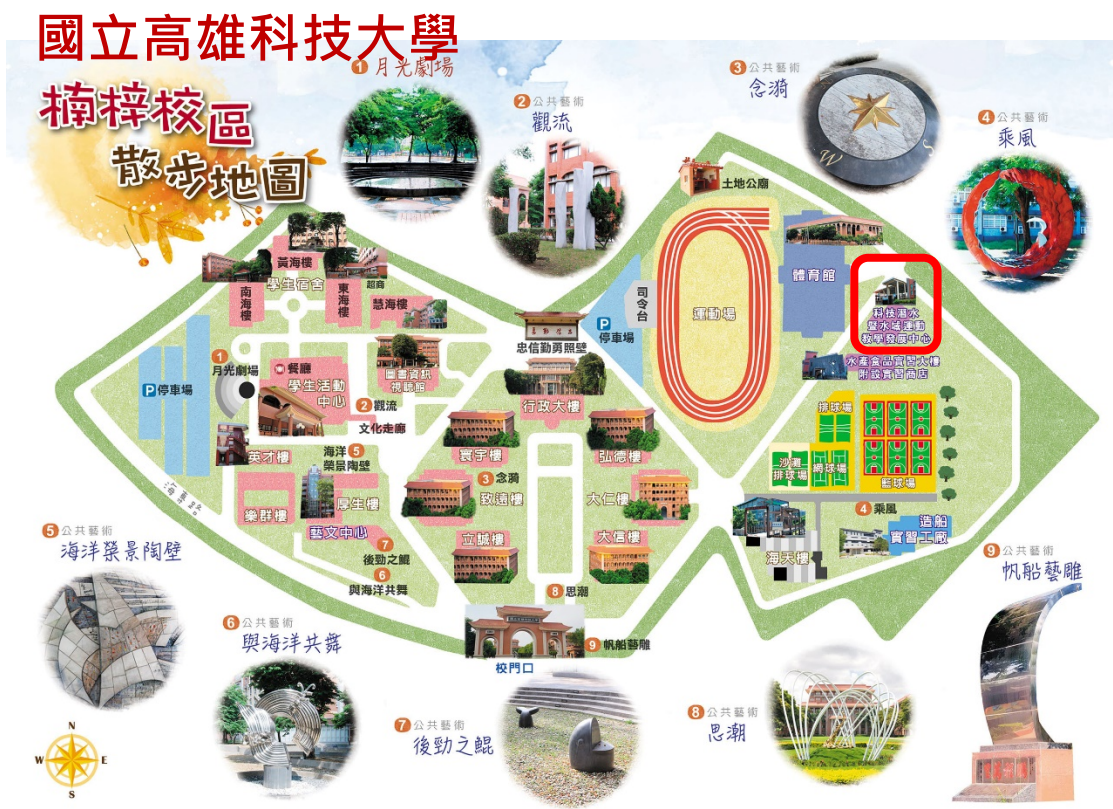 國立高雄科技大學
楠梓校區
散步地圖
1 月光劇場
2 公共藝術
觀流
3 公共藝術
念漪
4 公共藝術
乘風
W
S
土地公廟
黃海樓
學生宿舍
超商
南海樓
東海樓
慧海樓
司令台
運動場
體育館
科技潛水
暨水域運動
教學發展中心
P
停車場
忠信勤勇照壁
水產食品實習大樓
附設實習商店
1
月光劇場
餐廳
學生活動
中心
圖書資訊
視聽館
行政大樓
P 停車場
2 觀流
文化走廊
排球場
英才樓
海洋 5
榮景陶壁
寰宇樓
弘德樓
沙灘
排球場
網球場
籃球場
3 念漪
致遠樓
大仁樓
樂群樓
厚生樓
藝文中心
4 乘風
造船
實習工廠
立誠樓
大信樓
海天樓
7
後勁之鯤
6
與海洋共舞
8 思潮
9 帆船藝雕
校門口
5 公共藝術
海洋榮景陶壁
6 公共藝術
與海洋共舞
7 公共藝術
後勁之鯤
8 公共藝術
思潮
9 公共藝術
帆船藝雕
N
W E
S